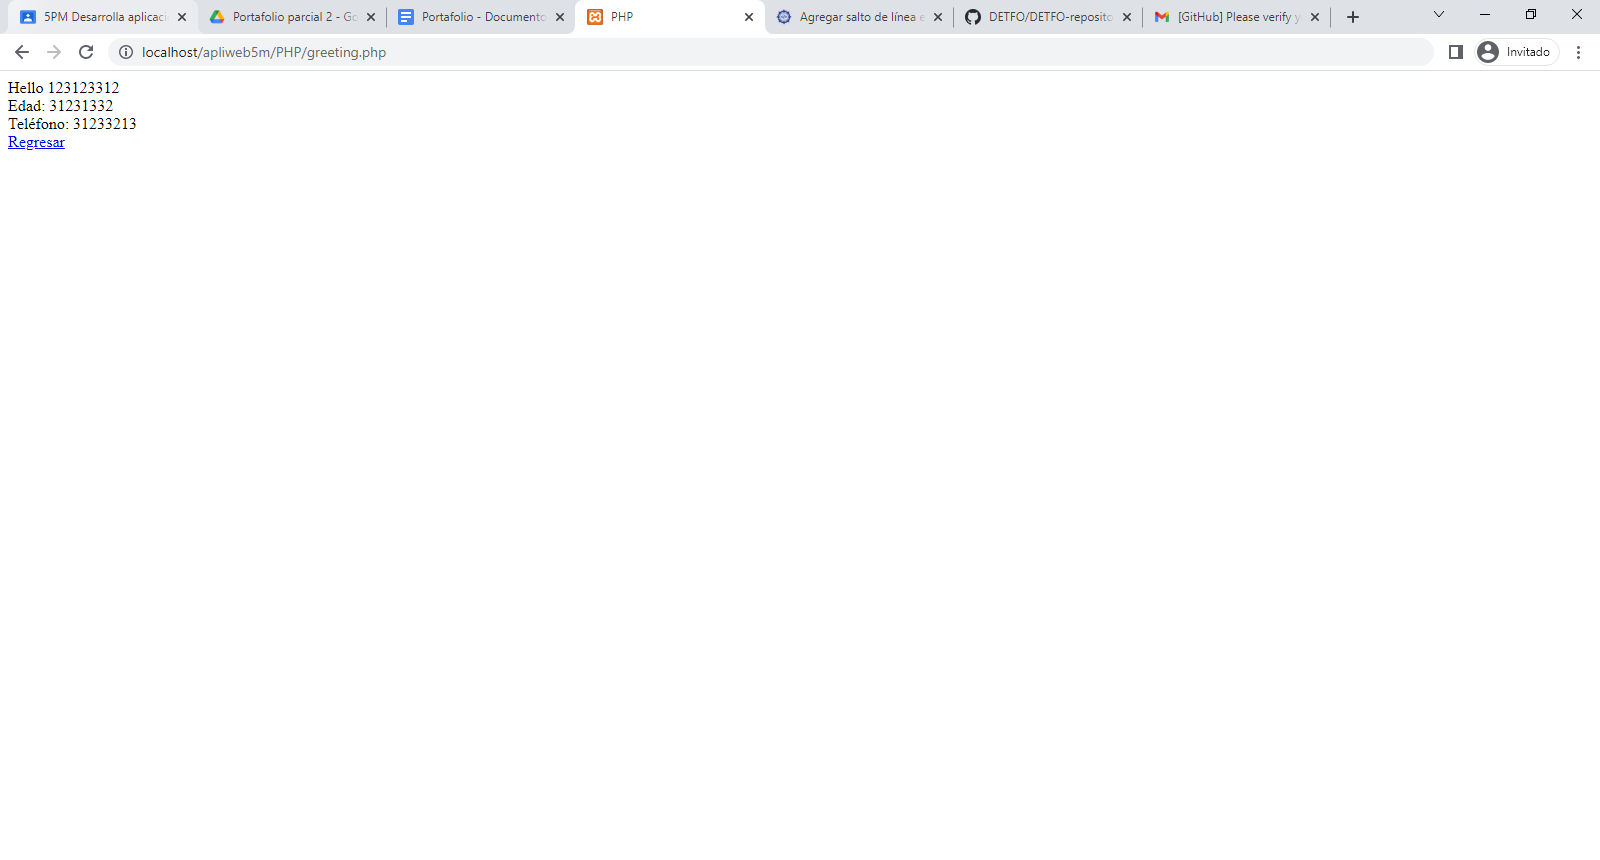 5PM Desarrolla aplicaci
Portafolio parcial 2 - Go
Portafolio - Documento
PHP
Agregar salto de línea e
DETFO/DETFO-reposito
[GitHub] Please verify y
localhost/apliweb5m/PHP/greeting.php
Invitado
Hello 123123312
Edad: 31231332
Teléfono: 31233213
Regresar